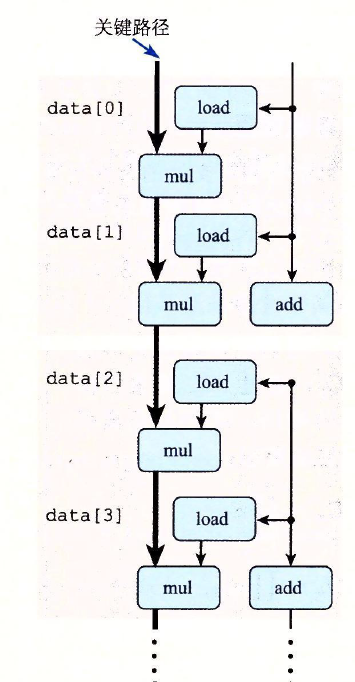 关键路径
data[0]
load
mul
data[1]
load
mul
add
data[2]
load
mul
data[3]
load
mul
add